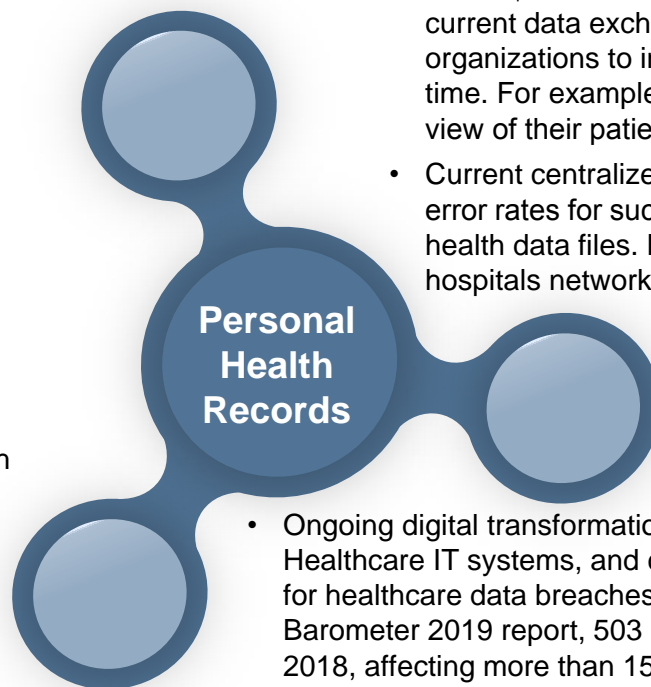 current data exch
organizations to i
time. For example
view of their patie
• Current centralize
error rates for suc
health data files.
hospitals network
Personal
Health
Records
• Ongoing digital transformatio
Healthcare IT systems, and
for healthcare data breaches
Barometer 2019 report, 503
2018, affecting more than 15